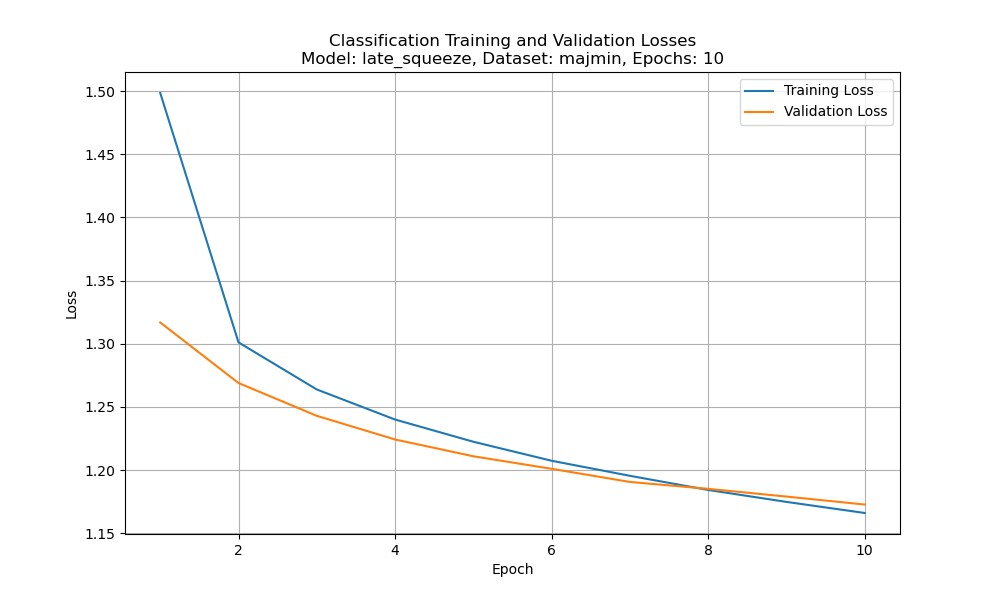 Classification Training and Validation Losses
Model: late_squeeze, Dataset: majmin, Epochs: 10
Training Loss
Validation Loss
1.50
1.45
1.40
1.35
1.30
1.25
1.20
1.15
Loss
2
4
6
8
10
Epoch